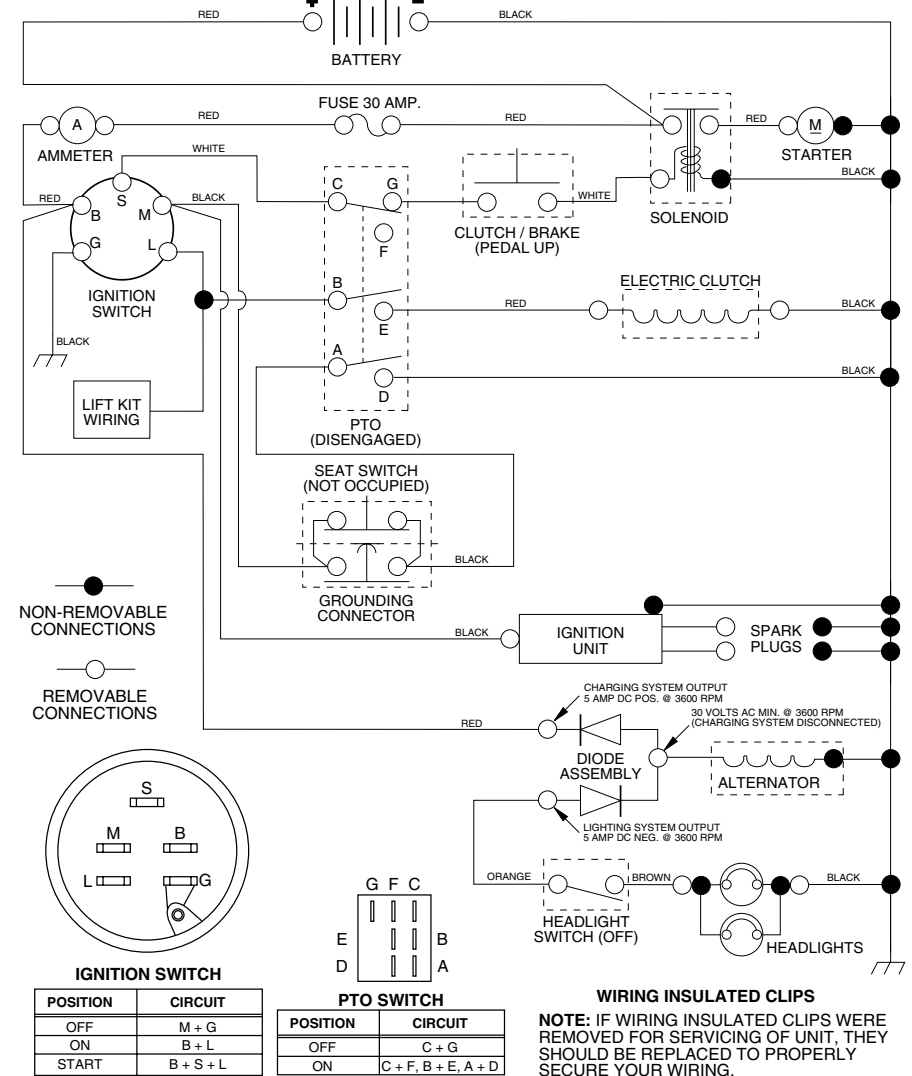 RED
BLACK
BATTERY
FUSE 30 AMP.
RED
RED
RED
A
M
AMMETER
WHITE
STARTER
BLACK
SOLENOID
RED
S
B
M
BLACK
G
L
C
G
F
CLUTCH / BRAKE
(PEDAL UP)
WHITE
IGNITION
SWITCH
B
E
RED
ELECTRIC CLUTCH
BLACK
BLACK
A
D
BLACK
LIFT KIT
WIRING
PTO
(DISENGAGED)
SEAT SWITCH
(NOT OCCUPIED)
BLACK
GROUNDING
CONNECTOR
NON-REMOVABLE
CONNECTIONS
BLACK
IGNITION
UNIT
SPARK
PLUGS
REMOVABLE
CONNECTIONS
CHARGING SYSTEM OUTPUT
5 AMP DC POS. @ 3600 RPM
30 VOLTS AC MIN. @ 3600 RPM
(CHARGING SYSTEM DISCONNECTED)
RED
DIODE
ASSEMBLY
ALTERNATOR
LIGHTING SYSTEM OUTPUT
5 AMP DC NEG. @ 3600 RPM
ORANGE
BROWN
BLACK
HEADLIGHT
SWITCH (OFF)
HEADLIGHTS
S
M
B
L
G
IGNITION SWITCH
POSITION CIRCUIT
OFF M + G
ON B + L
START B + S + L
G F C
E B
D A
PTO SWITCH
POSITION CIRCUIT
OFF C + G
ON C + F, B + E, A + D
WIRING INSULATED CLIPS
NOTE: IF WIRING INSULATED CLIPS WERE
REMOVED FOR SERVICING OF UNIT, THEY
SHOULD BE REPLACED TO PROPERLY
SECURE YOUR WIRING.